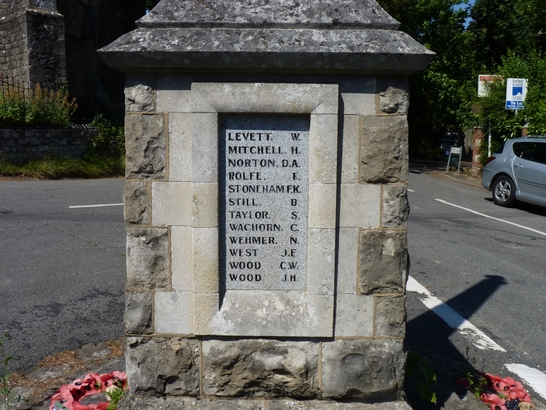 LEVETT. W.
MITCHELL. H.
NORTON. D.A.
ROLFE. F.
STONEHAM F.K.
STILL. B
TAYLOR. S.
WACHORN. C.
WEHMER. N.
WEST J.E
WOOD C.W.
WOOD J.H.